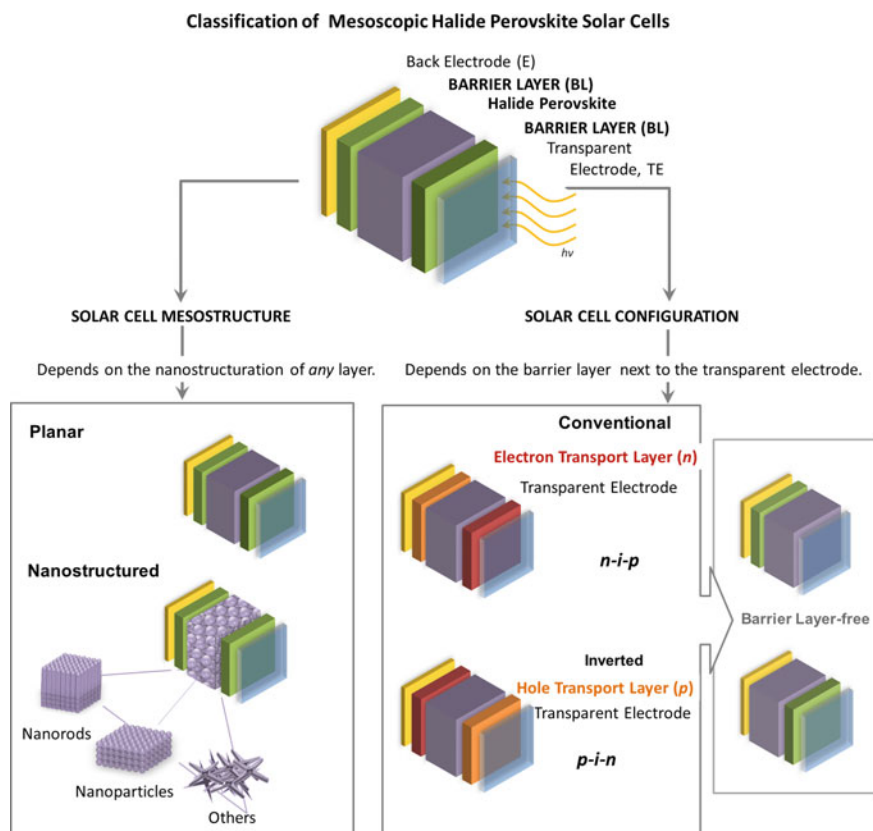 Classification of Mesoscopic Halide Perovskite Solar Cells
Back Electrode (E)
BARRIER LAYER (BL)
Halide Perovskite
BARRIER LAYER (BL)
Transparent
Electrode, TE
hv
SOLAR CELL MESOSTRUCTURE
Depends on the nanostructuration of any layer.
Planar
Nanostructured
Nanorods
Nanoparticles
Others
SOLAR CELL CONFIGURATION
Depends on the barrier layer next to the transparent electrode.
Conventional
Electron Transport Layer (n)
Transparent Electrode
n-i-p
Inverted
Hole Transport Layer (p)
Transparent Electrode
p-i-n
Barrier Layer-free